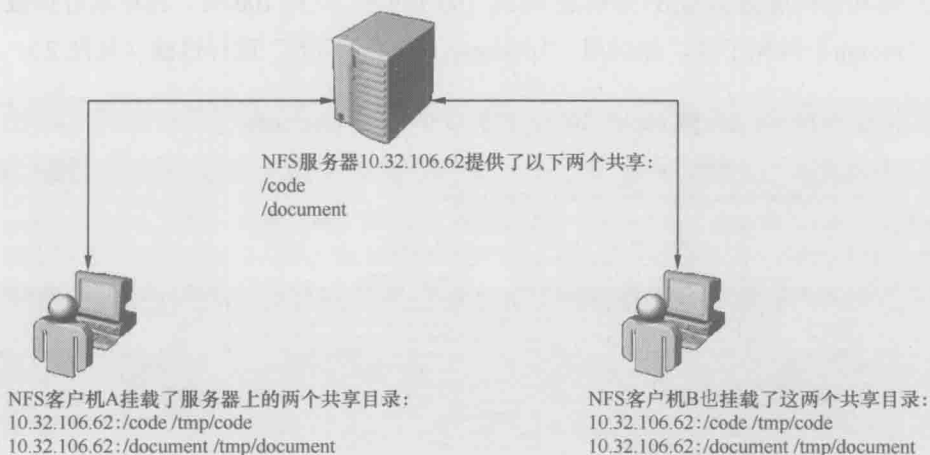 NFS服务器10.32.106.62提供了以下两个共享：
/code
/document
NFS客户机A挂载了服务器上的两个共享目录：
10.32.106.62:/code /tmp/code
10.32.106.62:/document /tmp/document
NFS客户机B也挂载了这两个共享目录：
10.32.106.62:/code /tmp/code
10.32.106.62:/document /tmp/document